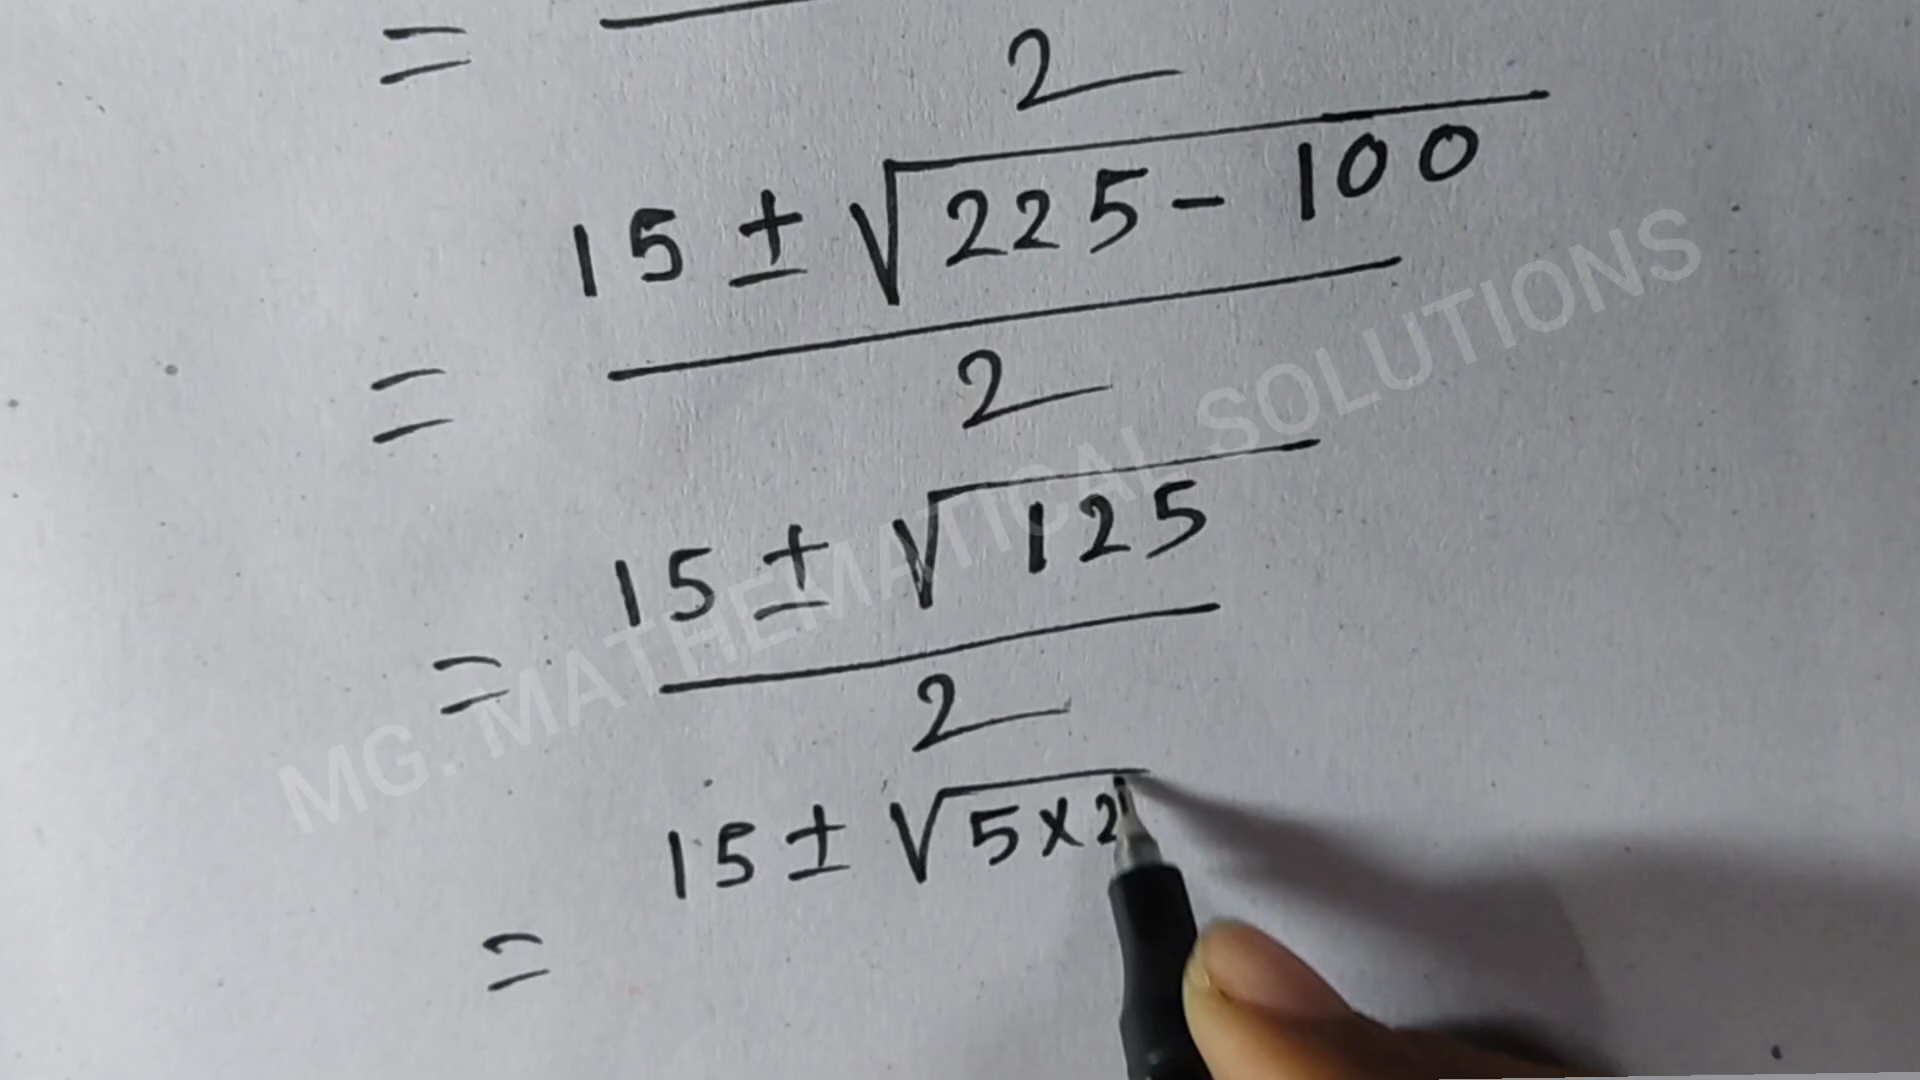 =
2
15 ± √225 - 100
=
2
15 ± √125
=
2
15 ± √5 × 2
=
MG. MATHEMATICAL SOLUTIONS